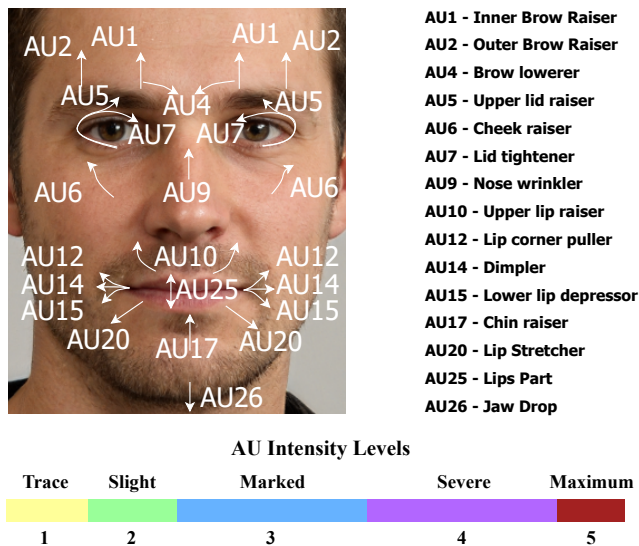 AU2 AU1 AU1 AU2
AU5 AU4 AU5
AU7 AU7
AU6 AU9 AU6
AU12 AU10 AU12
AU14 AU25 AU14
AU15 AU15
AU20 AU17 AU20
AU26
AU1 - Inner Brow Raiser
AU2 - Outer Brow Raiser
AU4 - Brow lowerer
AU5 - Upper lid raiser
AU6 - Cheek raiser
AU7 - Lid tightener
AU9 - Nose wrinkler
AU10 - Upper lip raiser
AU12 - Lip corner puller
AU14 - Dimpler
AU15 - Lower lip depressor
AU17 - Chin raiser
AU20 - Lip Stretcher
AU25 - Lips Part
AU26 - Jaw Drop
AU Intensity Levels
Trace Slight Marked Severe Maximum
1 2 3 4 5